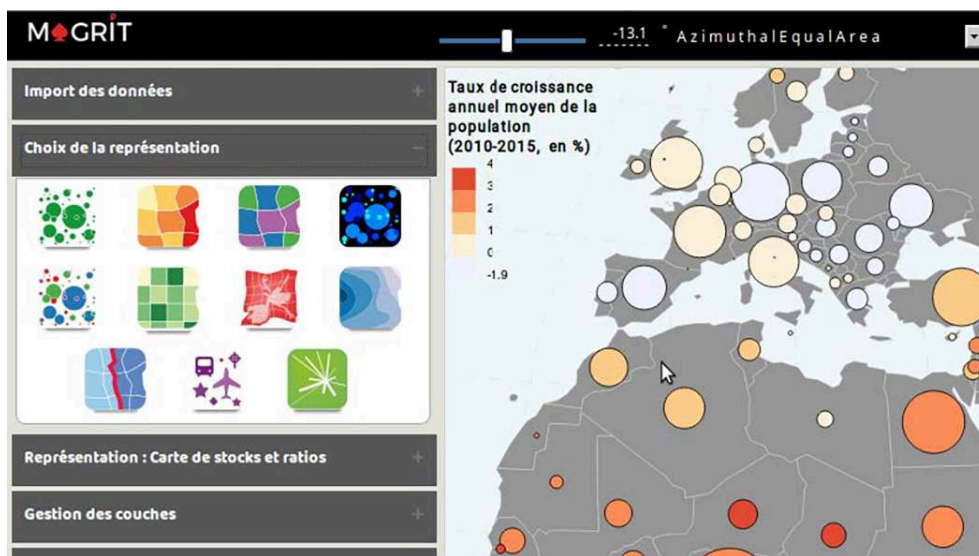 MAGRIT
-13.1 ° AzimuthalEqualArea
Import des données +
Choix de la représentation −
Représentation : Carte de stocks et ratios +
Gestion des couches +
Taux de croissance
annuel moyen de la
population
(2010-2015, en %)
4
3
2
1
0
-1.9